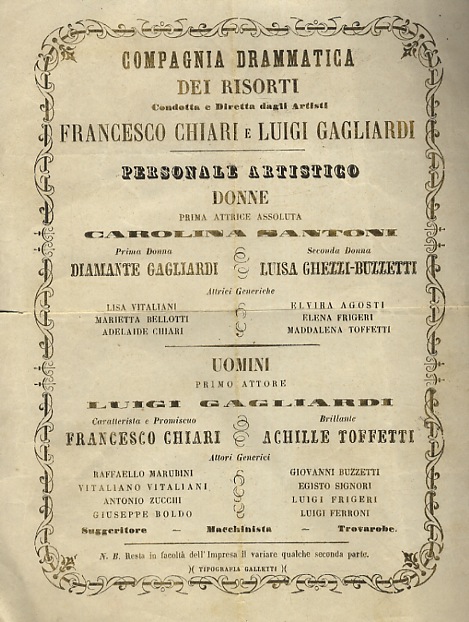 COMPAGNIA DRAMMATICA
DEI RISORTI
Condotta e Diretta dagli Artisti
FRANCESCO CHIARI E LUIGI GAGLIARDI
PERSONALE ARTISTICO
DONNE
PRIMA ATTRICE ASSOLUTA
CAROLINA SANTONI
Prima Donna Seconda Donna
DIAMANTE GAGLIARDI LUISA GHEZZI-BUZZETTI
Attrici Generiche
LISA VITALIANI ELVIRA AGOSTI
MARIETTA BELLOTTI ELENA FRIGERI
ADELAIDE CHIARI MADDALENA TOFFETTI
UOMINI
PRIMO ATTORE
LUIGI GAGLIARDI
Caratterista e Promiscuo Brillante
FRANCESCO CHIARI ACHILLE TOFFETTI
Attori Generici
RAFFAELLO MARUBINI GIOVANNI BUZZETTI
VITALIANO VITALIANI EGISTO SIGNORI
ANTONIO ZUCCHI LUIGI FRIGERI
GIUSEPPE BOLDO LUIGI FERRONI
Suggeritore – Macchinista – Trovarobe.
N. B. Resta in facoltà dell'Impresa il variare qualche seconda parte.
)( TIPOGRAFIA GALLETTI )(